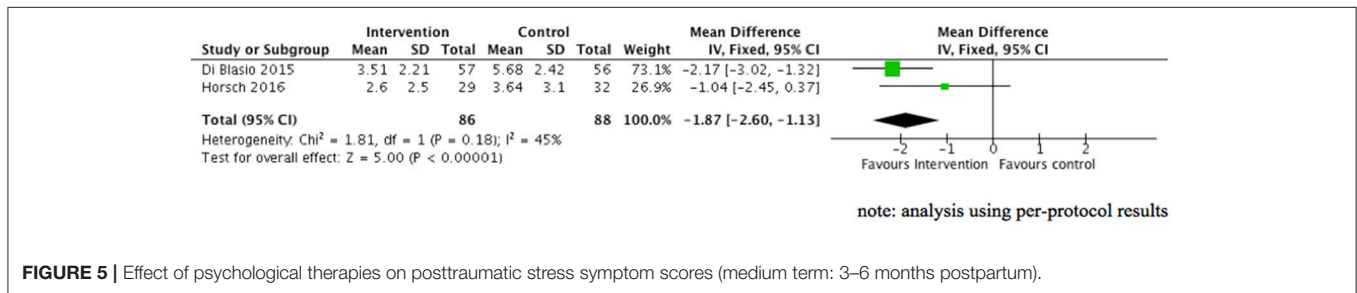 Intervention Control Mean Difference Mean Difference
Study or Subgroup Mean SD Total Mean SD Total Weight IV, Fixed, 95% CI IV, Fixed, 95% CI
Di Blasio 2015 3.51 2.21 57 5.68 2.42 56 73.1% -2.17 [-3.02, -1.32]
Horsch 2016 2.6 2.5 29 3.64 3.1 32 26.9% -1.04 [-2.45, 0.37]
Total (95% CI) 86 88 100.0% -1.87 [-2.60, -1.13]
Heterogeneity: Chi² = 1.81, df = 1 (P = 0.18); I² = 45%
Test for overall effect: Z = 5.00 (P < 0.00001)
-2 -1 0 1 2
Favours Intervention Favours control
note: analysis using per-protocol results
FIGURE 5 | Effect of psychological therapies on posttraumatic stress symptom scores (medium term: 3–6 months postpartum).